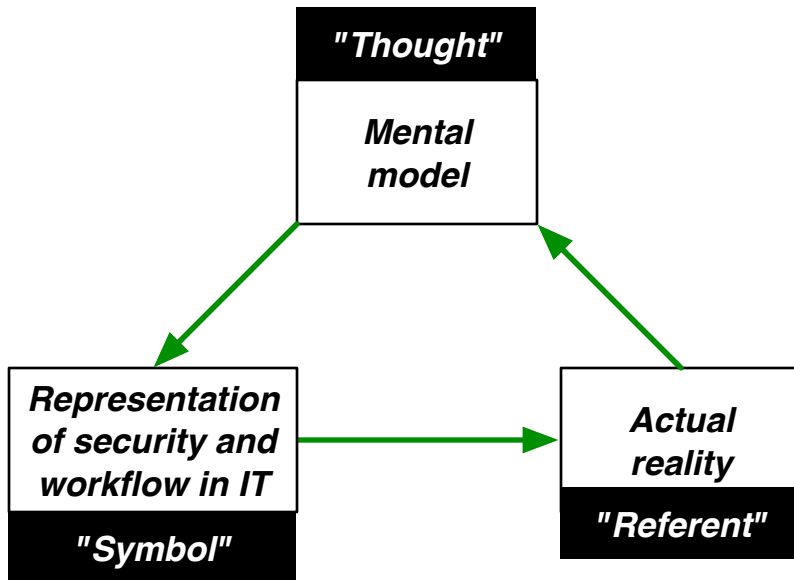 "Thought"
Mental
model
Representation
of security and
workflow in IT
"Symbol"
Actual
reality
"Referent"